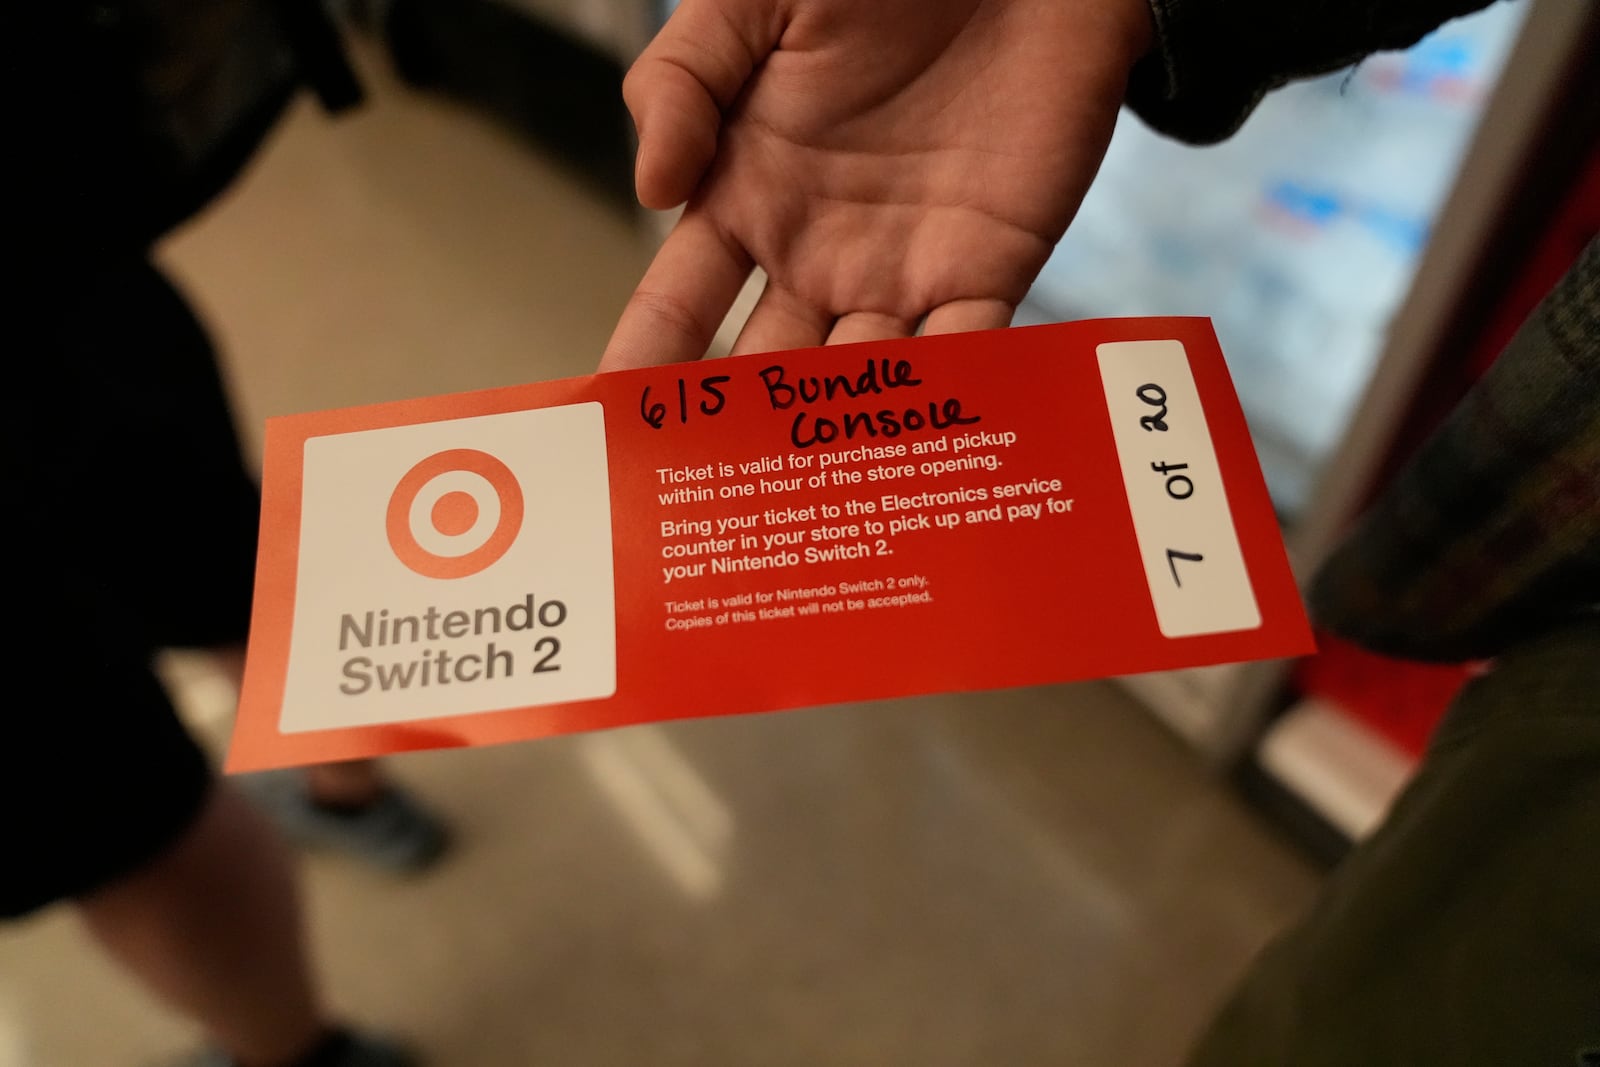 6/5 Bundle
Console
Ticket is valid for purchase and pickup
within one hour of the store opening.
Bring your ticket to the Electronics service
counter in your store to pick up and pay for
your Nintendo Switch 2.
Ticket is valid for Nintendo Switch 2 only.
Copies of this ticket will not be accepted.
Nintendo
Switch 2
7 of 20